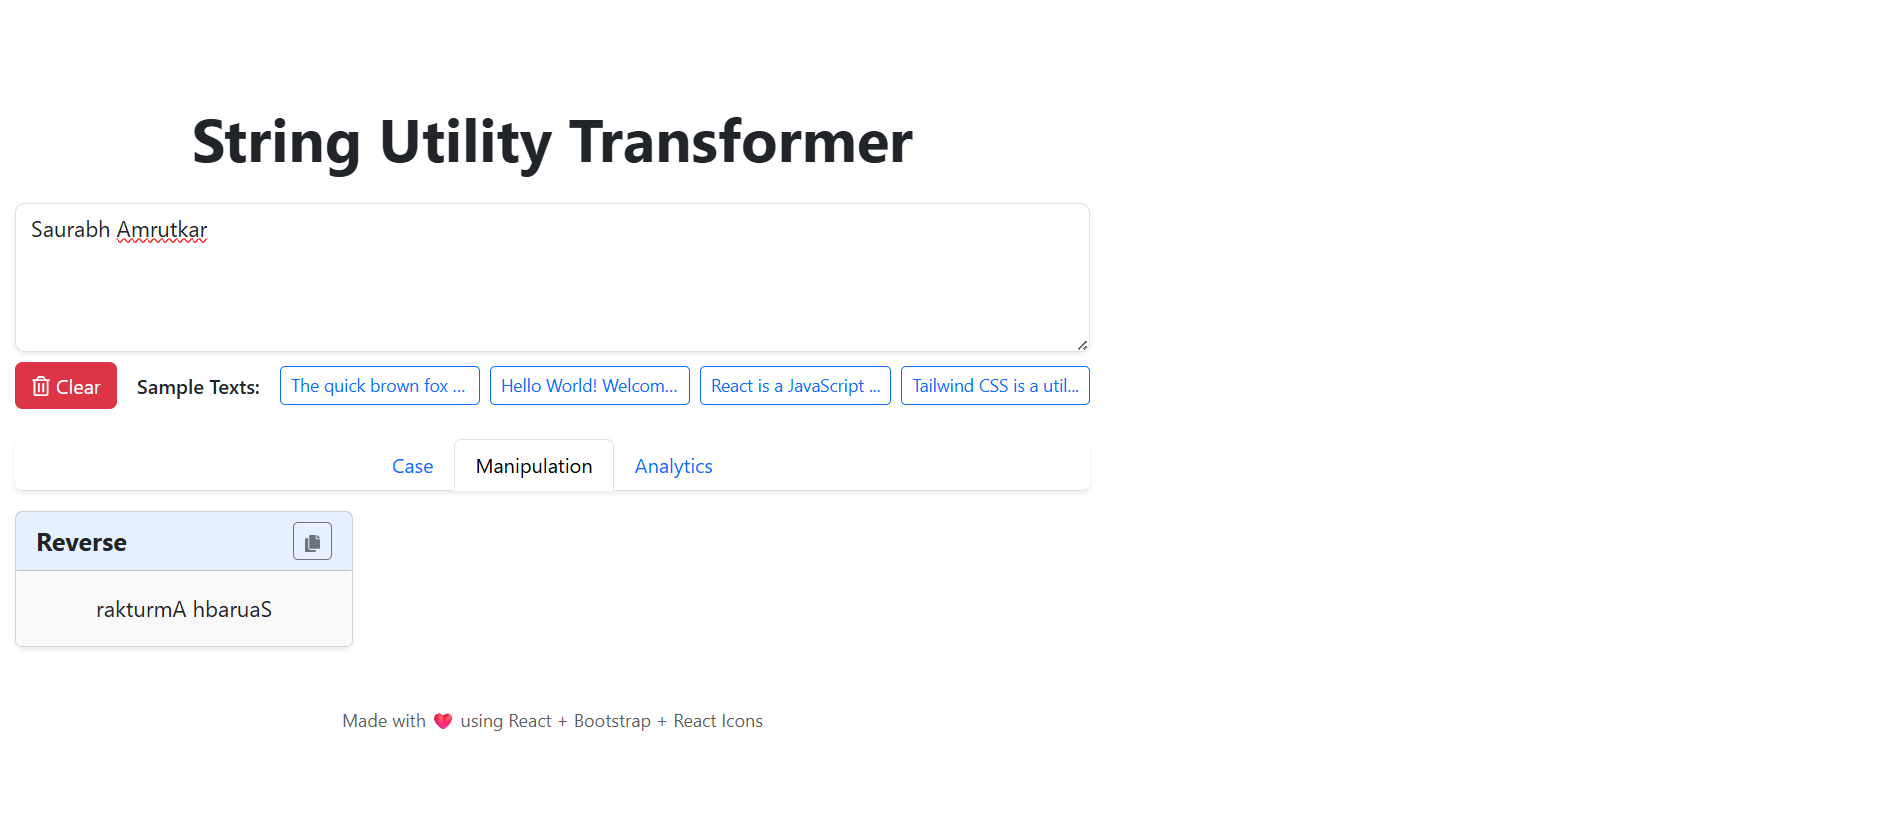 String Utility Transformer
Saurabh Amrutkar
Clear Sample Texts: The quick brown fox ... Hello World! Welcom... React is a JavaScript ... Tailwind CSS is a util...
Case Manipulation Analytics
Reverse
rakturmA hbaruaS
Made with ❤️ using React + Bootstrap + React Icons